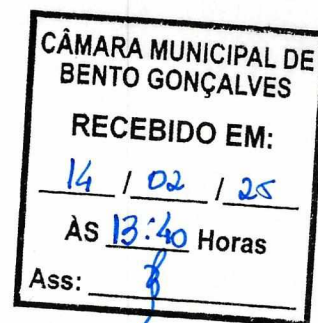 CÂMARA MUNICIPAL DE
BENTO GONÇALVES
RECEBIDO EM:
14 / 02 / 25
ÀS 13:40 Horas
Ass: